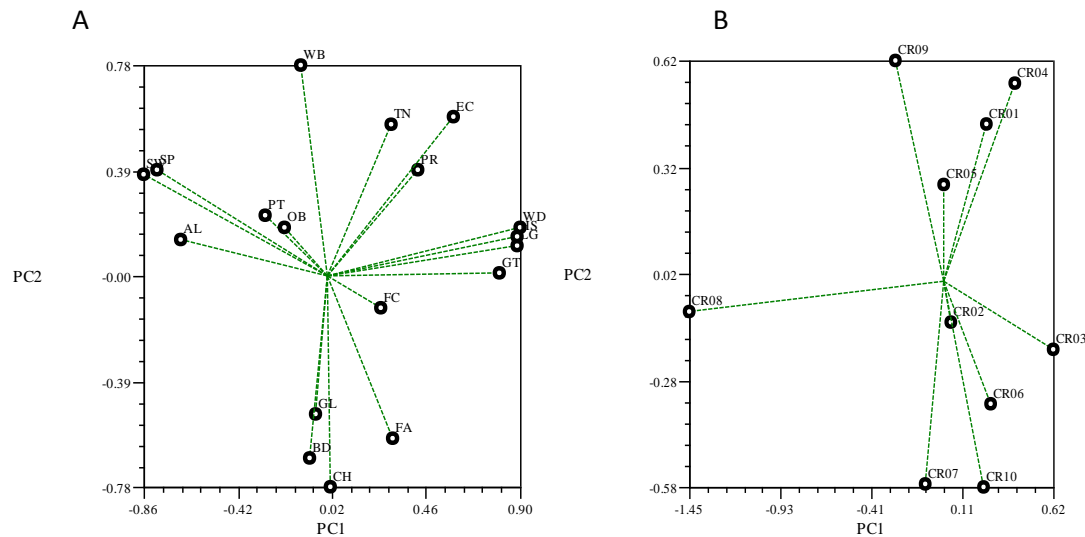 A
B
WB
CR09
0.78
0.62
CR04
TN
EC
CR01
SP
PR
0.39
0.32
CR05
PT
OB
WD
IS
LG
AL
GT
PC2
-0.00
PC2
0.02
FC
CR08
CR02
CR03
-0.39
-0.28
CR06
GL
FA
BD
CH
CR07
CR10
-0.78
-0.58
-0.86
-0.42
0.02
0.46
0.90
-1.45
-0.93
-0.41
0.11
0.62
PC1
PC1